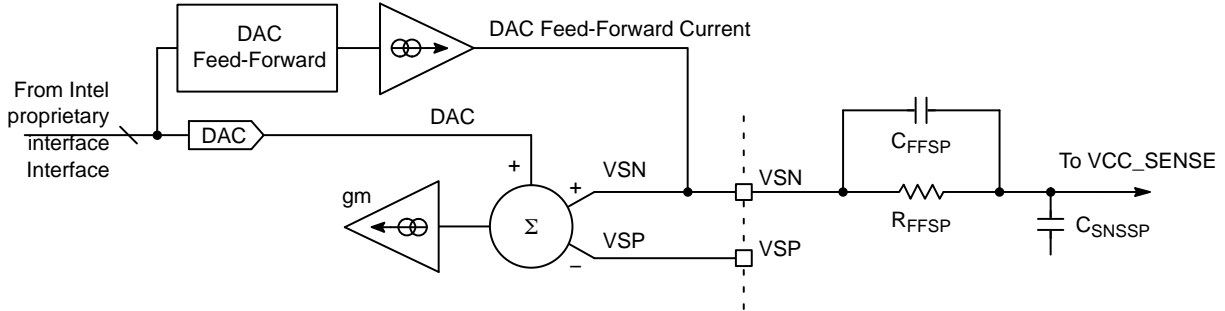 DAC
Feed-Forward
DAC Feed-Forward Current
From Intel
proprietary
interface
Interface
DAC
DAC
+
gm
Σ
+
VSN
VSP
−
VSN
VSP
CFFSP
RFFSP
To VCC_SENSE
CSNSSP